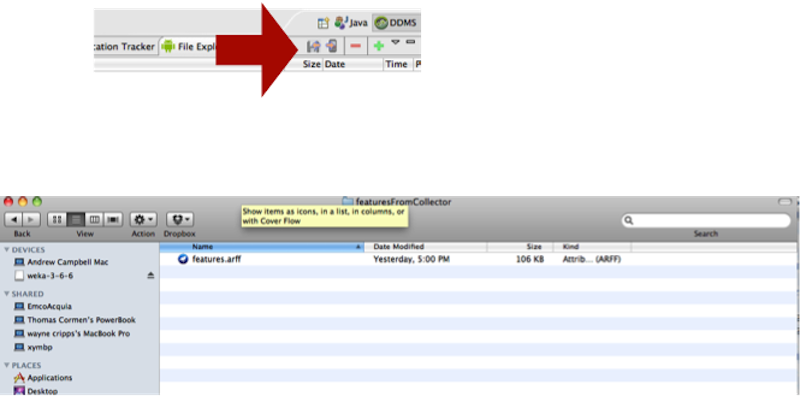 Java DDMS
cation Tracker File Expl
Size Date Time P
featuresFromCollector
Show items as icons, in a list, in columns, or
with Cover Flow
Back View Action Dropbox Search
Name Date Modified Size Kind
DEVICES
features.arff Yesterday, 5:00 PM 106 KB Attrib... (ARFF)
Andrew Campbell Mac
weka-3-6-6
SHARED
EmcoAcquia
Thomas Cormen's PowerBook
wayne cripps's MacBook Pro
xymbp
PLACES
Applications
Desktop